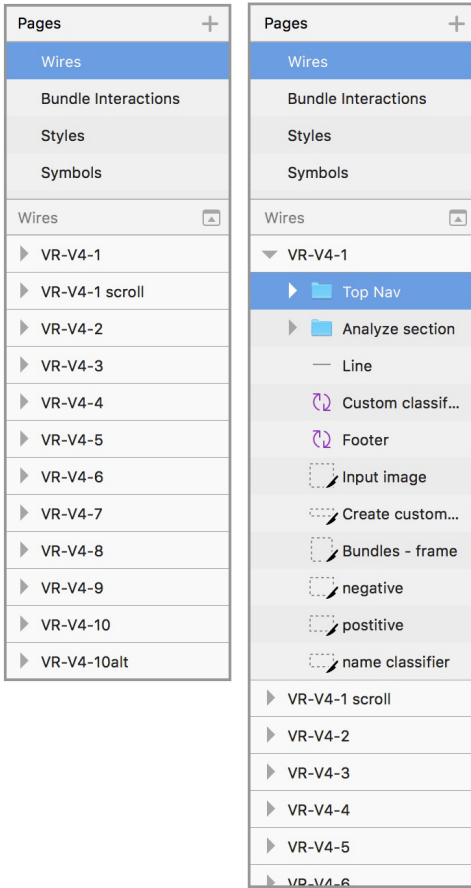 Pages
Wires
Bundle Interactions
Styles
Symbols
Wires
VR-V4-1
VR-V4-1 scroll
VR-V4-2
VR-V4-3
VR-V4-4
VR-V4-5
VR-V4-6
VR-V4-7
VR-V4-8
VR-V4-9
VR-V4-10
VR-V4-10alt
Pages
Wires
Bundle Interactions
Styles
Symbols
Wires
VR-V4-1
Top Nav
Analyze section
Line
Custom classif...
Footer
Input image
Create custom...
Bundles - frame
negative
postitive
name classifier
VR-V4-1 scroll
VR-V4-2
VR-V4-3
VR-V4-4
VR-V4-5
VR-V4-6